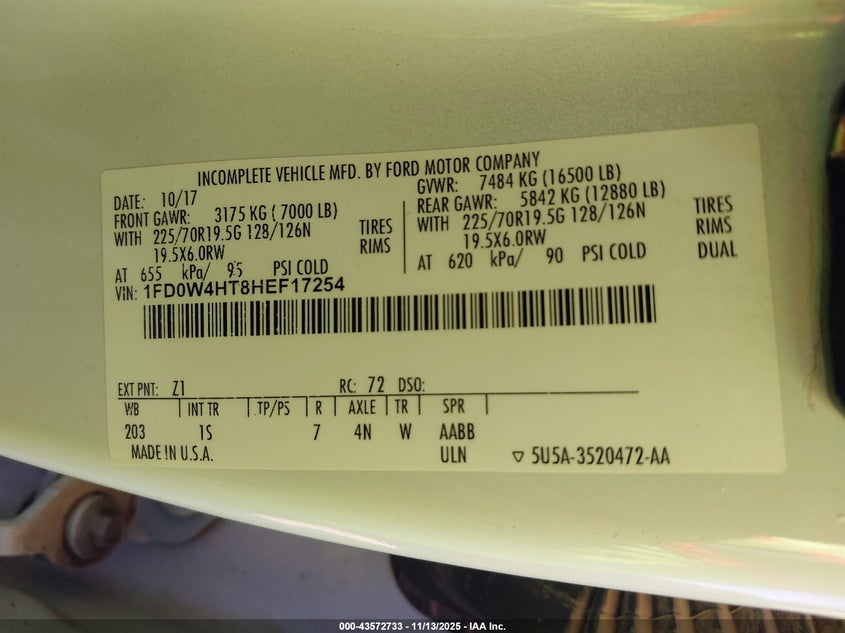 INCOMPLETE VEHICLE MFD. BY FORD MOTOR COMPANY
DATE: 10/17
FRONT GAWR: 3175 KG ( 7000 LB)
WITH 225/70R19.5G 128/126N TIRES
19.5X6.0RW RIMS
AT 655 kPa/ 95 PSI COLD
GVWR: 7484 KG (16500 LB)
REAR GAWR: 5842 KG (12880 LB)
WITH 225/70R19.5G 128/126N TIRES
19.5X6.0RW RIMS
AT 620 kPa/ 90 PSI COLD DUAL
VIN: 1FD0W4HT8HEF17254
EXT PNT: Z1 RC: 72 DSO:
WB INT TR TP/PS R AXLE TR SPR
203 1S 7 4N W AABB
MADE IN U.S.A. ULN ▽ 5U5A-3520472-AA
000-43572733 - 11/13/2025 - IAA Inc.